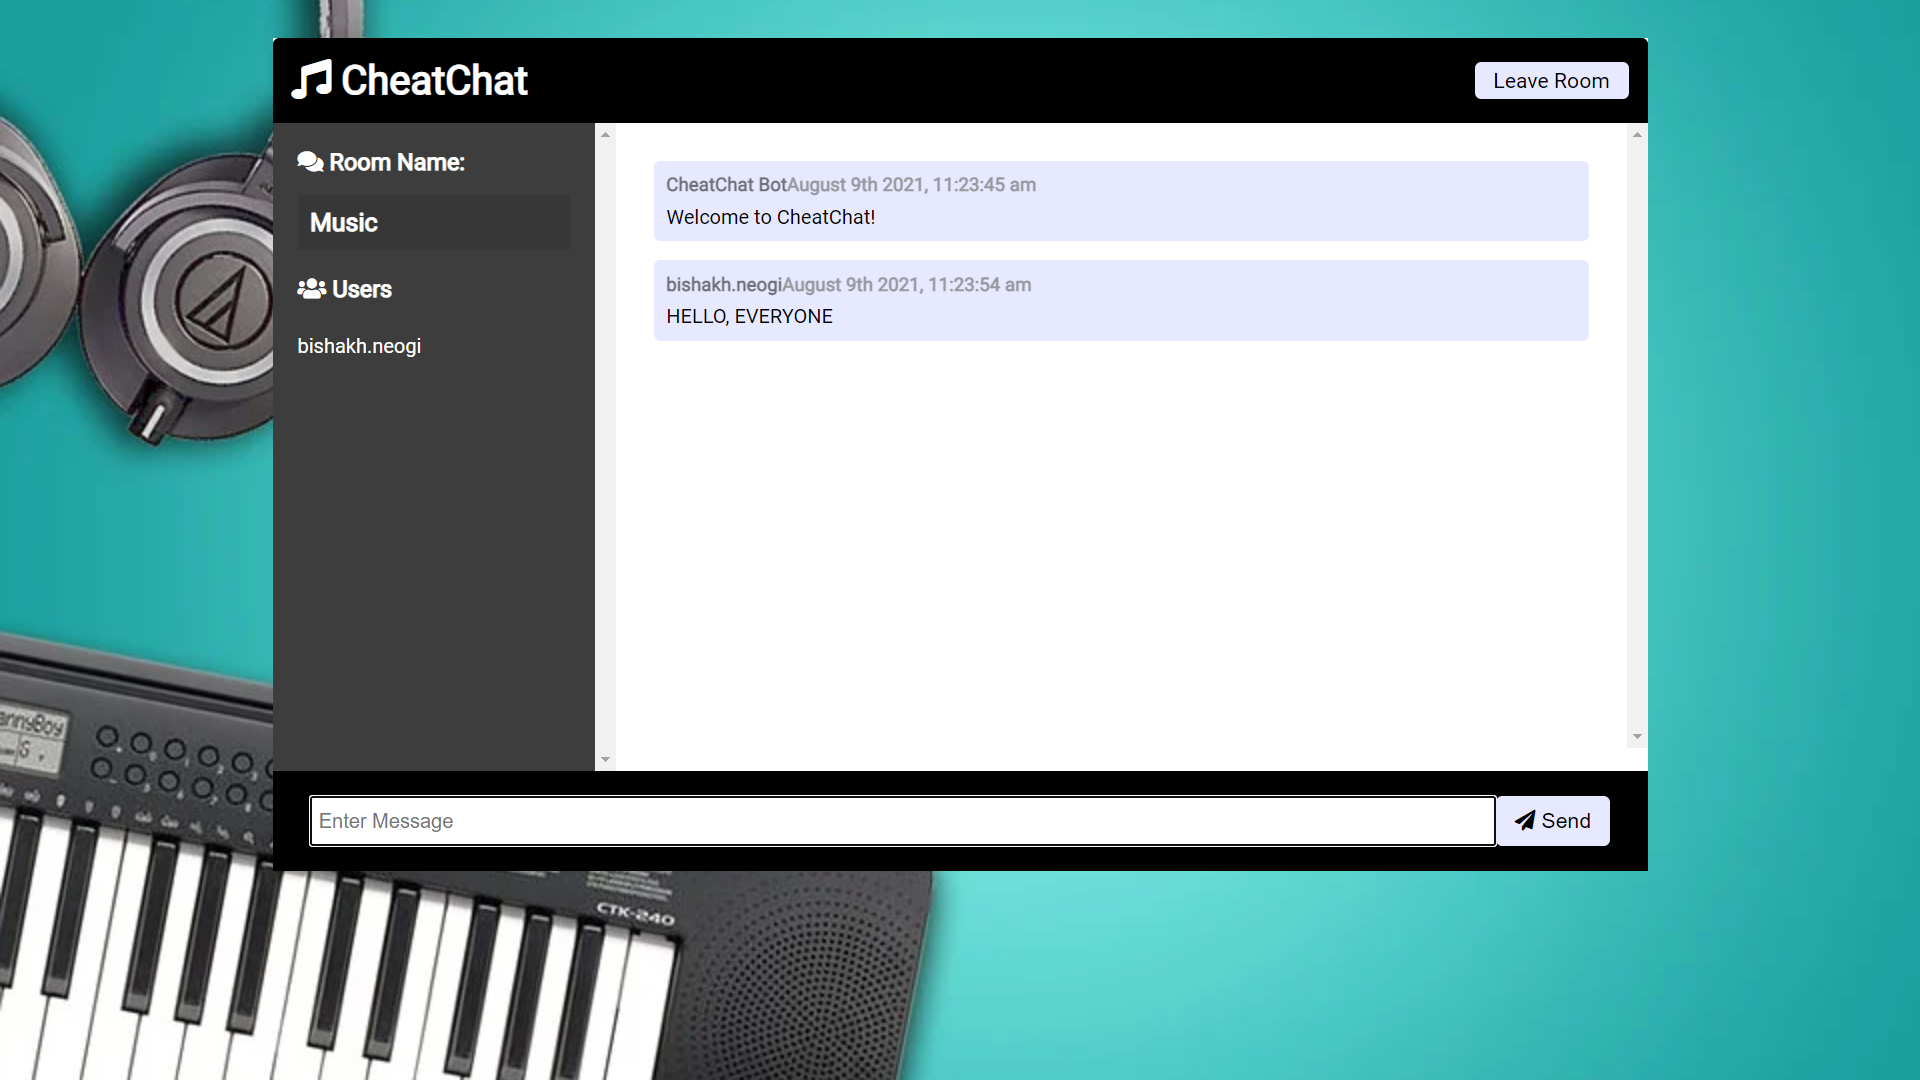 CheatChat
Leave Room
Room Name:
Music
Users
bishakh.neogi
CheatChat BotAugust 9th 2021, 11:23:45 am
Welcome to CheatChat!
bishakh.neogiAugust 9th 2021, 11:23:54 am
HELLO, EVERYONE
Enter Message
Send
CTK-240